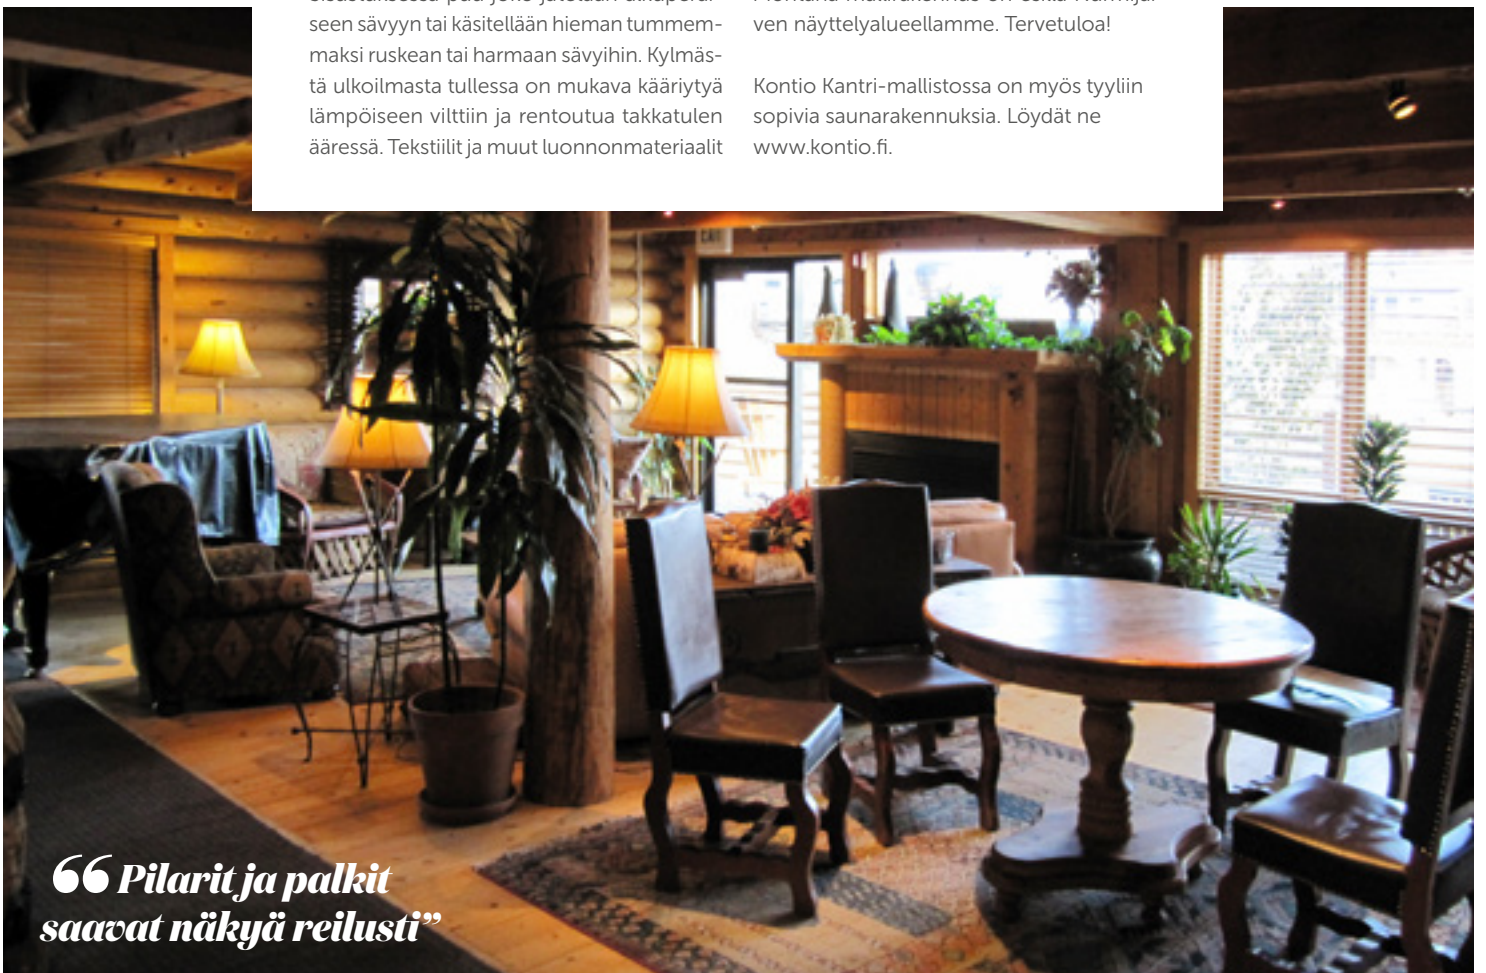 seen sävyyn tai käsitellään hieman tummem-
maksi ruskean tai harmaan sävyihin. Kylmäs-
tä ulkoilmasta tullessa on mukava kääriytyä
lämpöiseen vilttiin ja rentoutua takkatulen
ääressä. Tekstiilit ja muut luonnonmateriaalit
ven näyttelyalueellamme. Tervetuloa!
Kontio Kantri-mallistossa on myös tyyliin
sopivia saunarakennuksia. Löydät ne
www.kontio.fi.
EXIT
“Pilarit ja palkit
saavat näkyä reilusti”